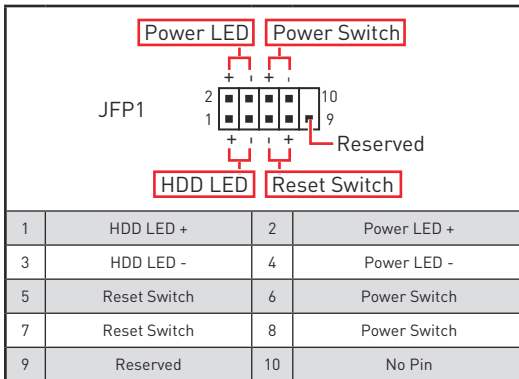 Power LED Power Switch
+ - + -
JFP1
2 10
1 9
+ - - +
Reserved
HDD LED Reset Switch
1 HDD LED + 2 Power LED +
3 HDD LED - 4 Power LED -
5 Reset Switch 6 Power Switch
7 Reset Switch 8 Power Switch
9 Reserved 10 No Pin